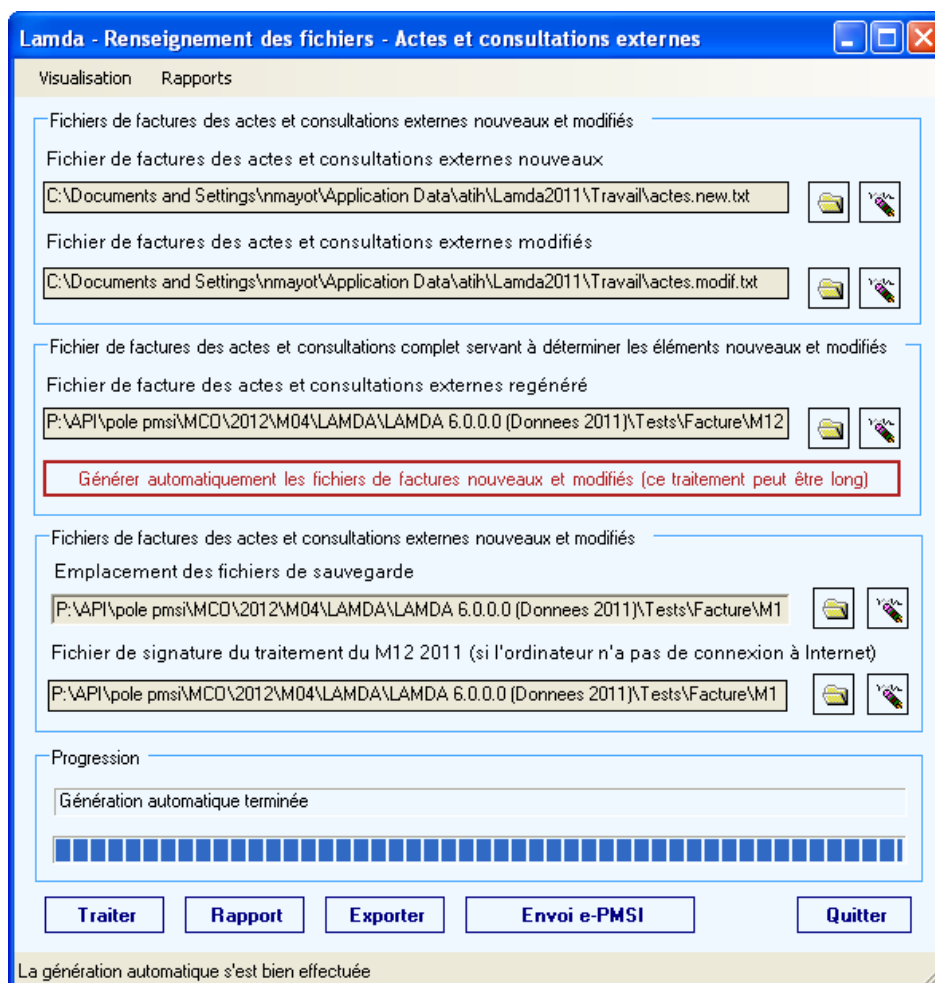 Lamda - Renseignement des fichiers - Actes et consultations externes
Visualisation Rapports
Fichiers de factures des actes et consultations externes nouveaux et modifiés
Fichier de factures des actes et consultations externes nouveaux
C:\Documents and Settings\nmayot\Application Data\atih\Lamda2011\Travail\actes.new.txt
Fichier de factures des actes et consultations externes modifiés
C:\Documents and Settings\nmayot\Application Data\atih\Lamda2011\Travail\actes.modif.txt
Fichier de factures des actes et consultations complet servant à déterminer les éléments nouveaux et modifiés
Fichier de facture des actes et consultations externes regénéré
P:\API\pole pmsi\MCO\2012\M04\LAMDA\LAMDA 6.0.0.0 (Donnees 2011)\Tests\Facture\M12
Générer automatiquement les fichiers de factures nouveaux et modifiés (ce traitement peut être long)
Fichiers de factures des actes et consultations externes nouveaux et modifiés
Emplacement des fichiers de sauvegarde
P:\API\pole pmsi\MCO\2012\M04\LAMDA\LAMDA 6.0.0.0 (Donnees 2011)\Tests\Facture\M1
Fichier de signature du traitement du M12 2011 (si l'ordinateur n'a pas de connexion à Internet)
P:\API\pole pmsi\MCO\2012\M04\LAMDA\LAMDA 6.0.0.0 (Donnees 2011)\Tests\Facture\M1
Progression
Génération automatique terminée
Traiter Rapport Exporter Envoi e-PMSI Quitter
La génération automatique s'est bien effectuée